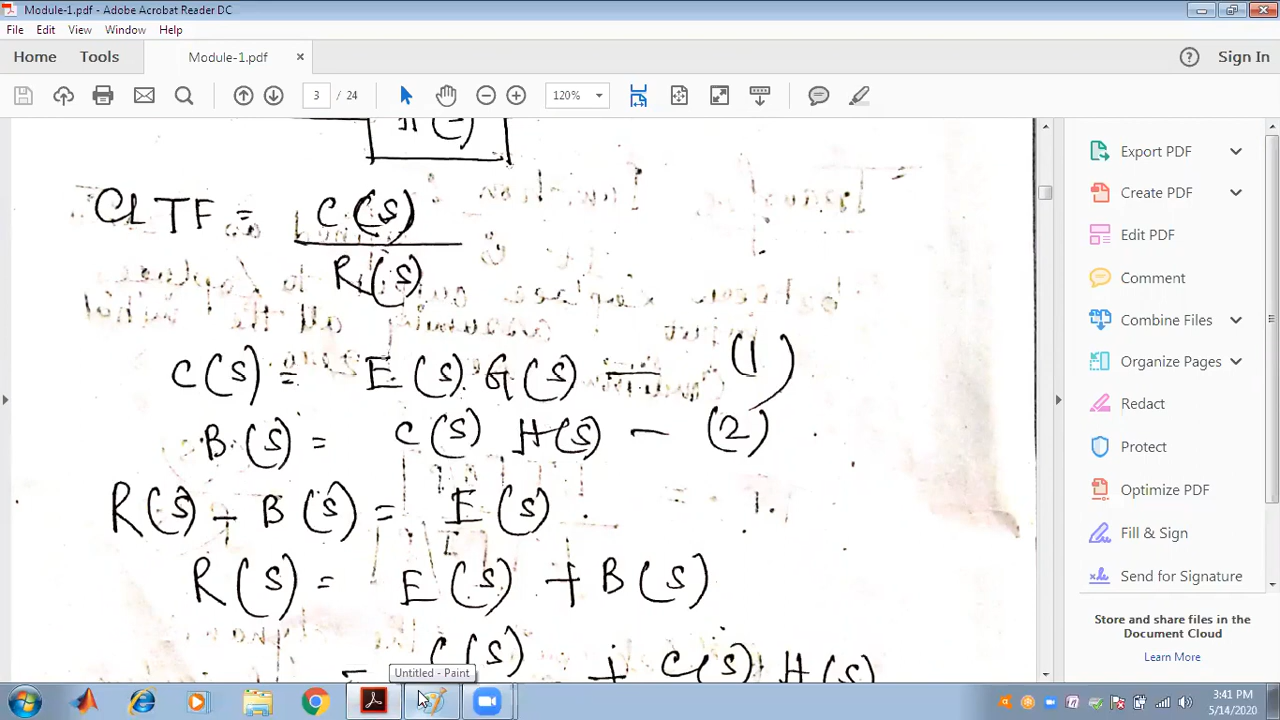 Module-1.pdf - Adobe Acrobat Reader DC
File Edit View Window Help
Home Tools Module-1.pdf × Sign In
3 / 24 120%
H(s)
CLTF = C(s)
R(s)
C(s) = E(s). G(s) — (1)
B(s) = C(s) H(s) — (2)
R(s) - B(s) = E(s)
R(s) = E(s) + B(s)
= C(s) + C(s) H(s)
Export PDF
Create PDF
Edit PDF
Comment
Combine Files
Organize Pages
Redact
Protect
Optimize PDF
Fill & Sign
Send for Signature
Store and share files in the
Document Cloud
Learn More
Untitled - Paint
3:41 PM
5/14/2020